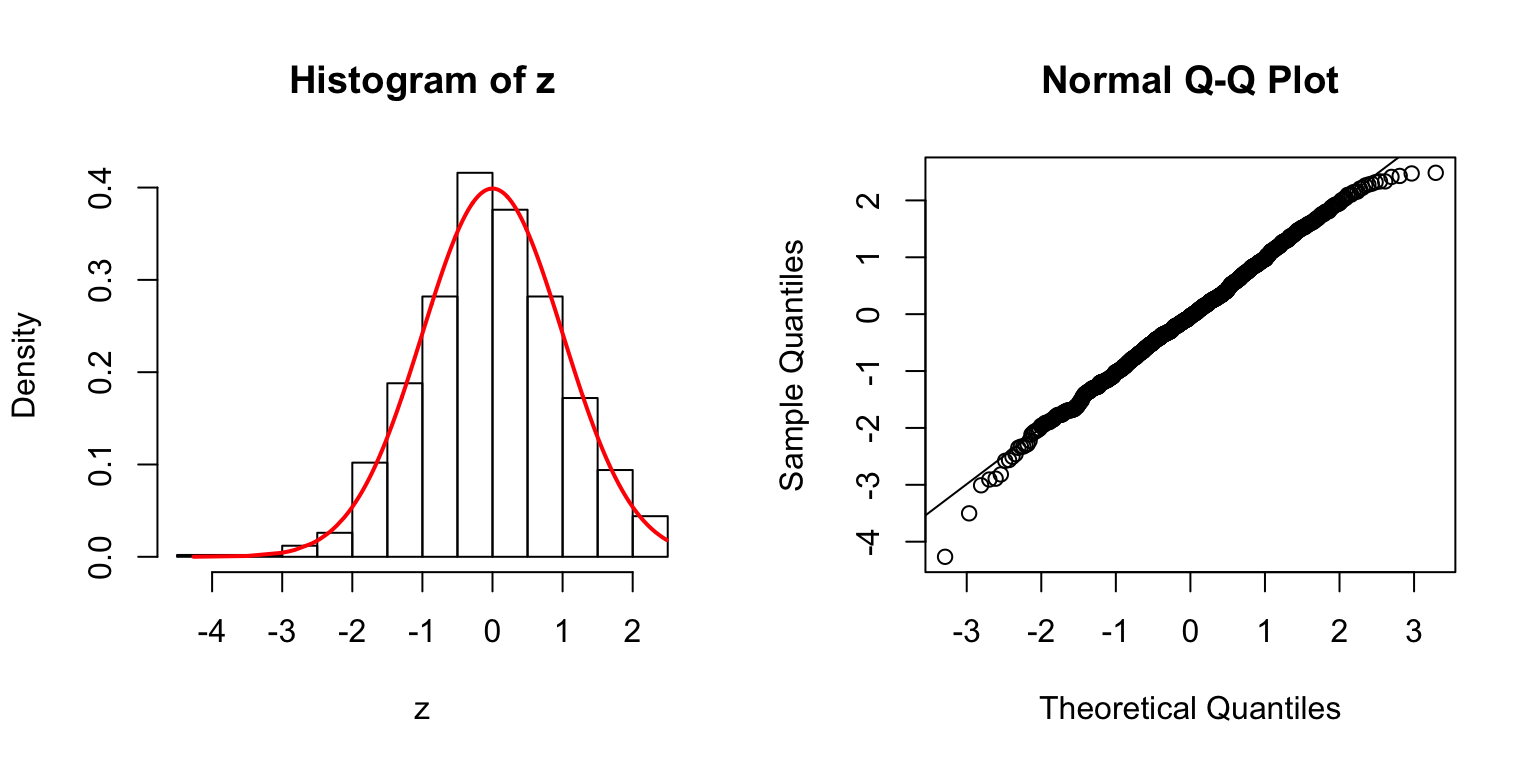 Histogram of z
Density
0.0 0.1 0.2 0.3 0.4
-4 -3 -2 -1 0 1 2
z
Normal Q-Q Plot
Sample Quantiles
-4 -3 -2 -1 0 1 2
-3 -2 -1 0 1 2 3
Theoretical Quantiles